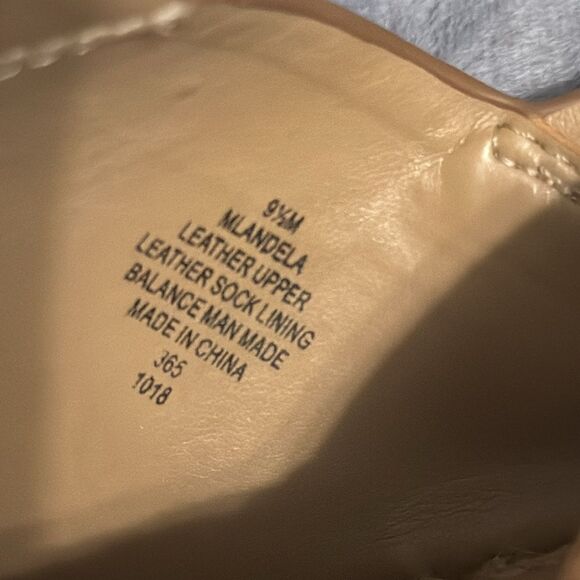 9½M
MLANDELA
LEATHER UPPER
LEATHER SOCK LINING
BALANCE MAN MADE
MADE IN CHINA
365
1018